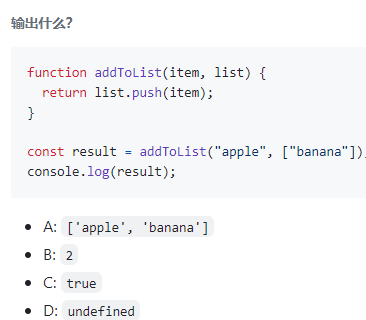 输出什么?
function addToList(item, list) {
return list.push(item);
}
const result = addToList("apple", ["banana"])
console.log(result);
A: ['apple', 'banana']
B: 2
C: true
D: undefined